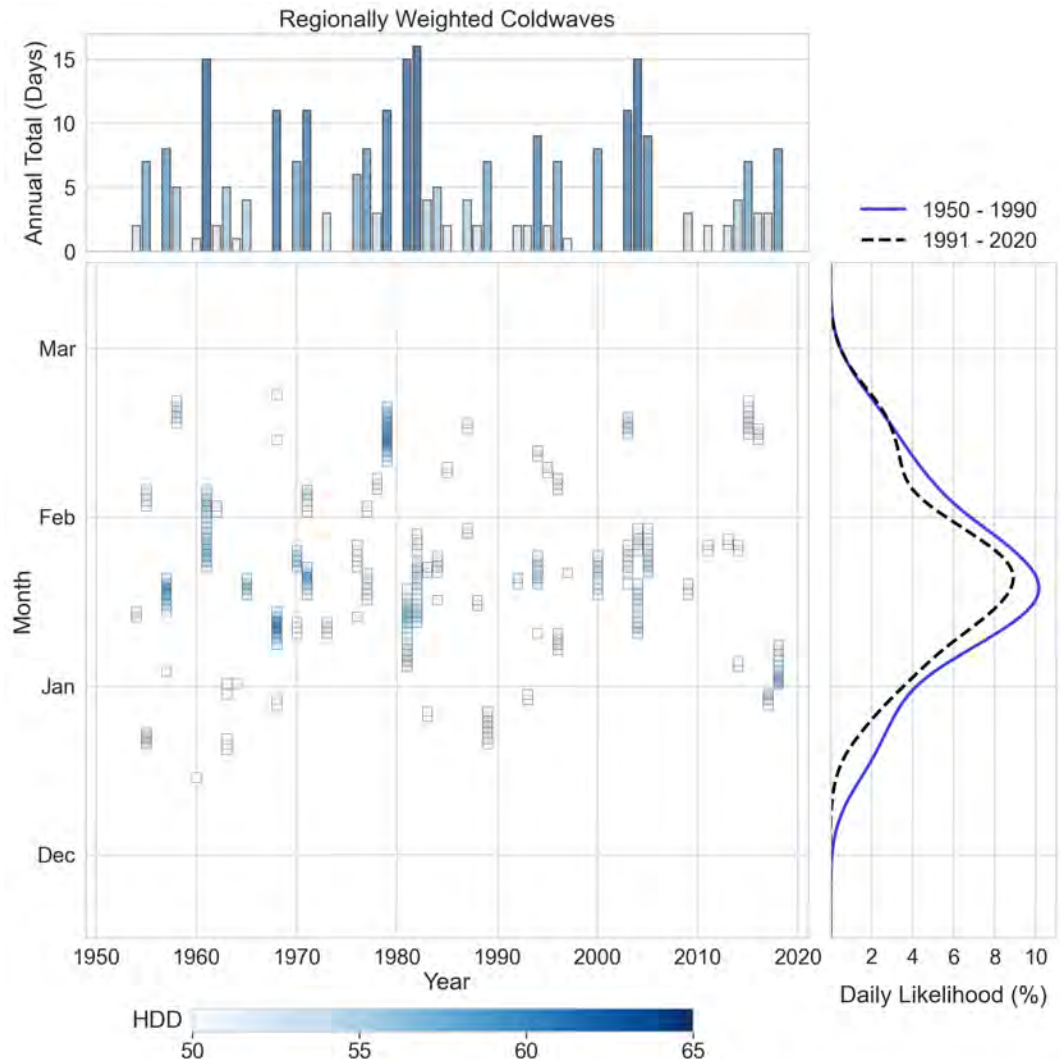 Regionally Weighted Coldwaves
Annual Total (Days)
15
10
5
0
1950 - 1990
1991 - 2020
Month
Mar
Feb
Jan
Dec
1950 1960 1970 1980 1990 2000 2010 2020
Year
2 4 6 8 10
Daily Likelihood (%)
HDD
50 55 60 65